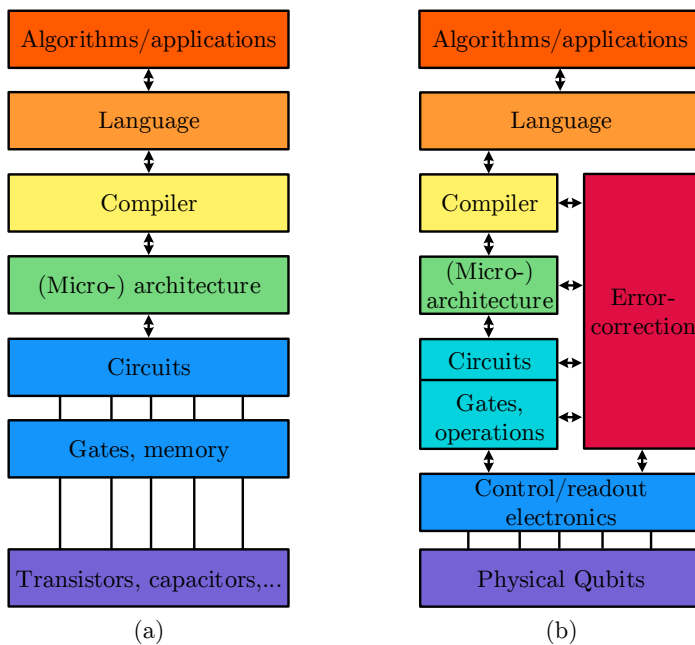 Algorithms/applications
Language
Compiler
(Micro-) architecture
Circuits
Gates, memory
Transistors, capacitors,...
(a)
Algorithms/applications
Language
Compiler
(Micro-)
architecture
Circuits
Gates,
operations
Error-
correction
Control/readout
electronics
Physical Qubits
(b)